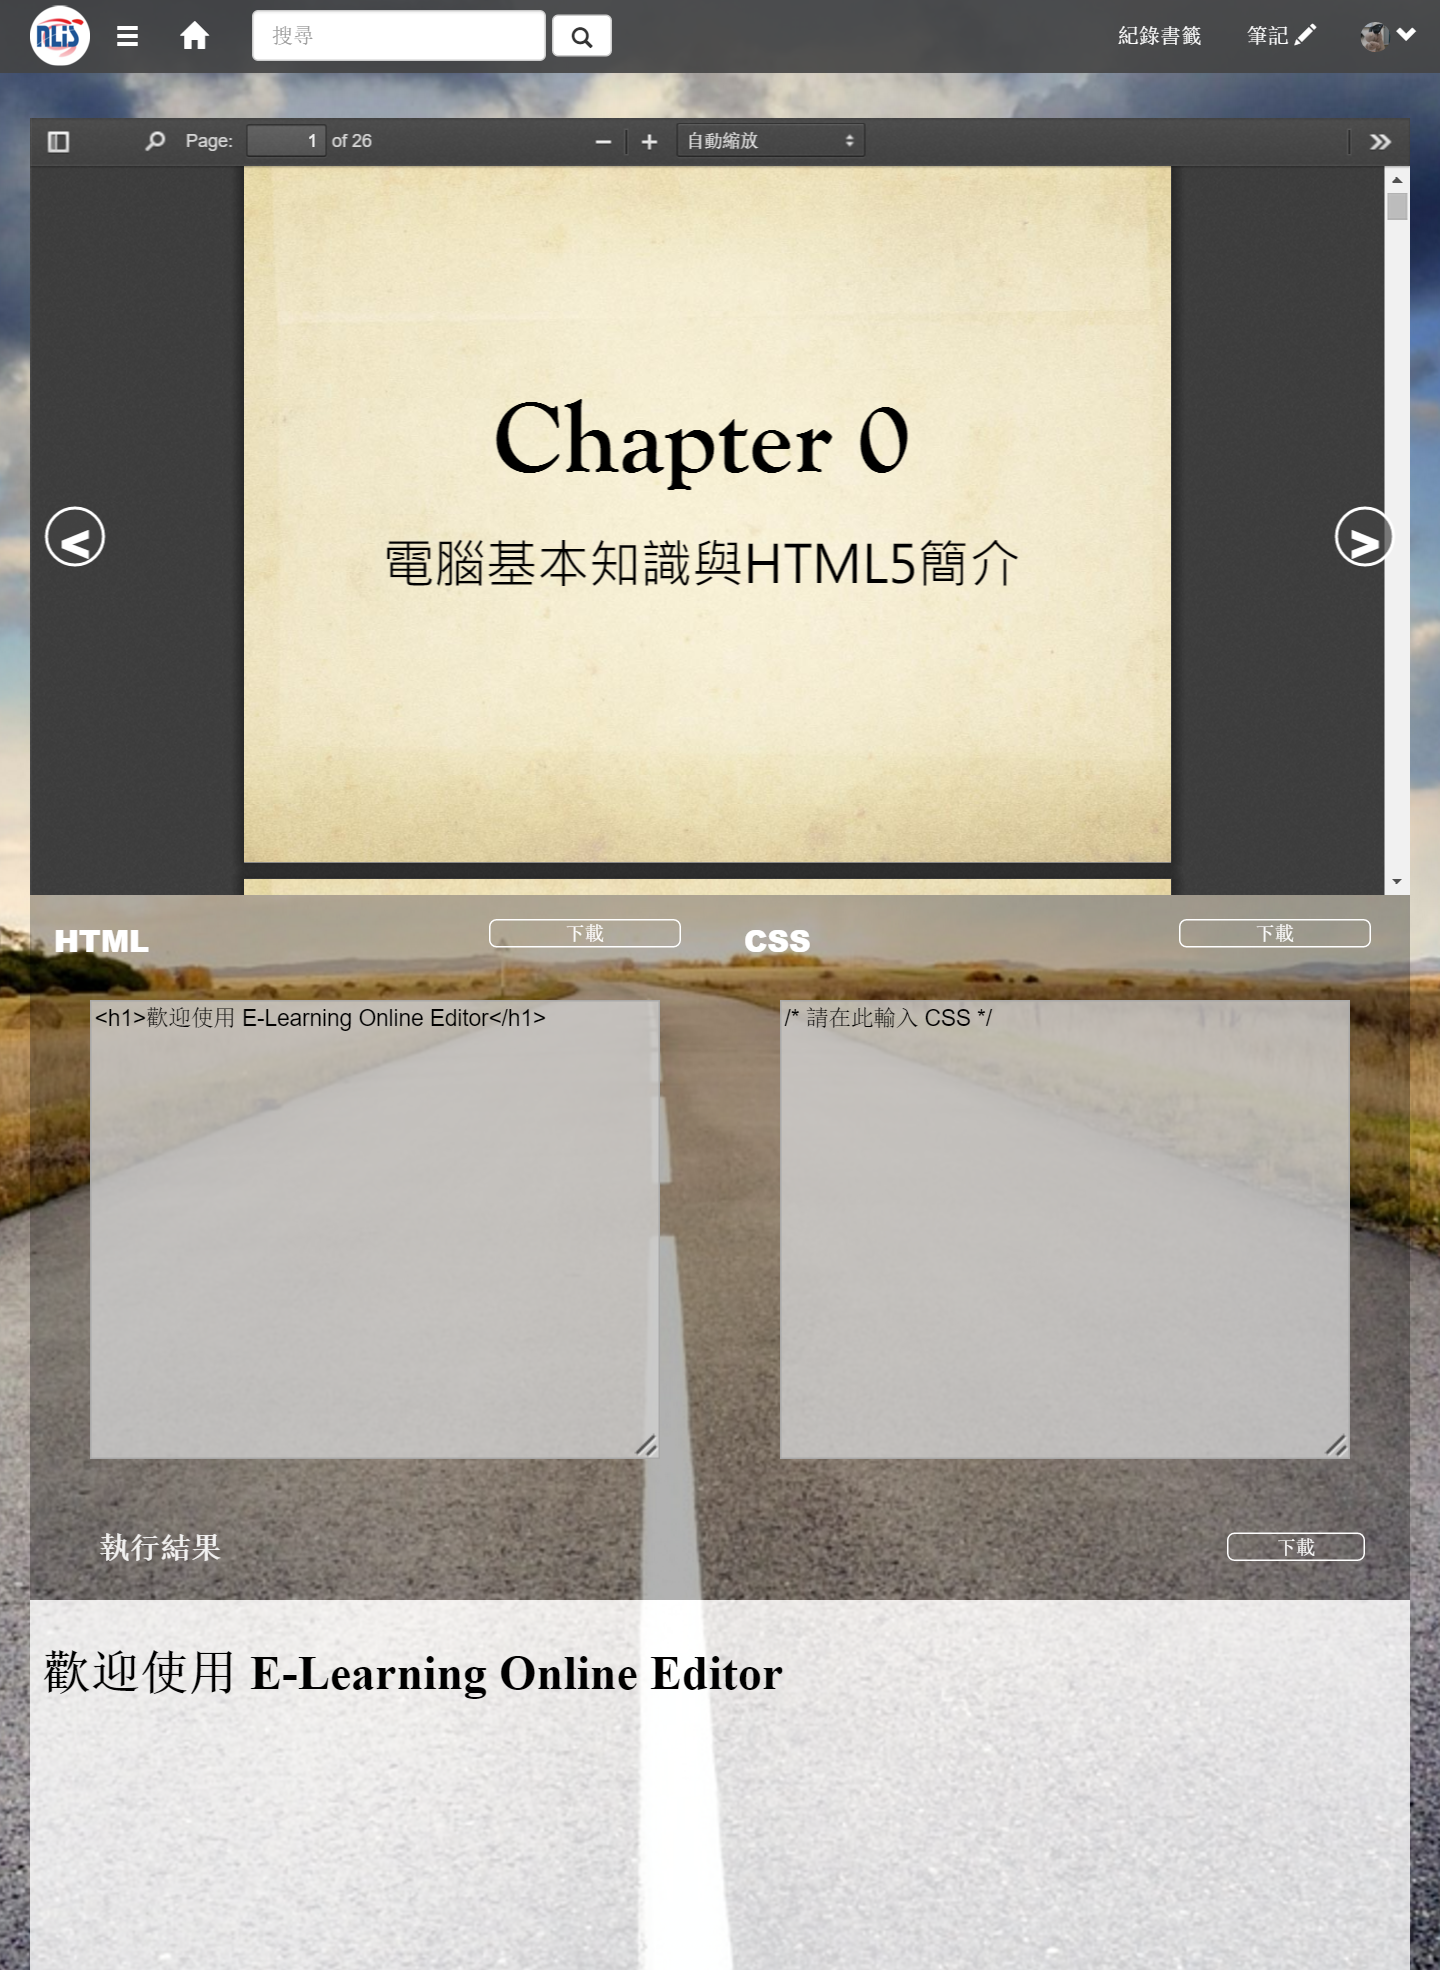 NLIS
搜尋
紀錄書籤
筆記
Page:
1
of 26
自動縮放
Chapter 0
電腦基本知識與HTML5簡介
<
>
HTML
下載
CSS
下載
<h1>歡迎使用 E-Learning Online Editor</h1>
/* 請在此輸入 CSS */
執行結果
下載
歡迎使用 E-Learning Online Editor